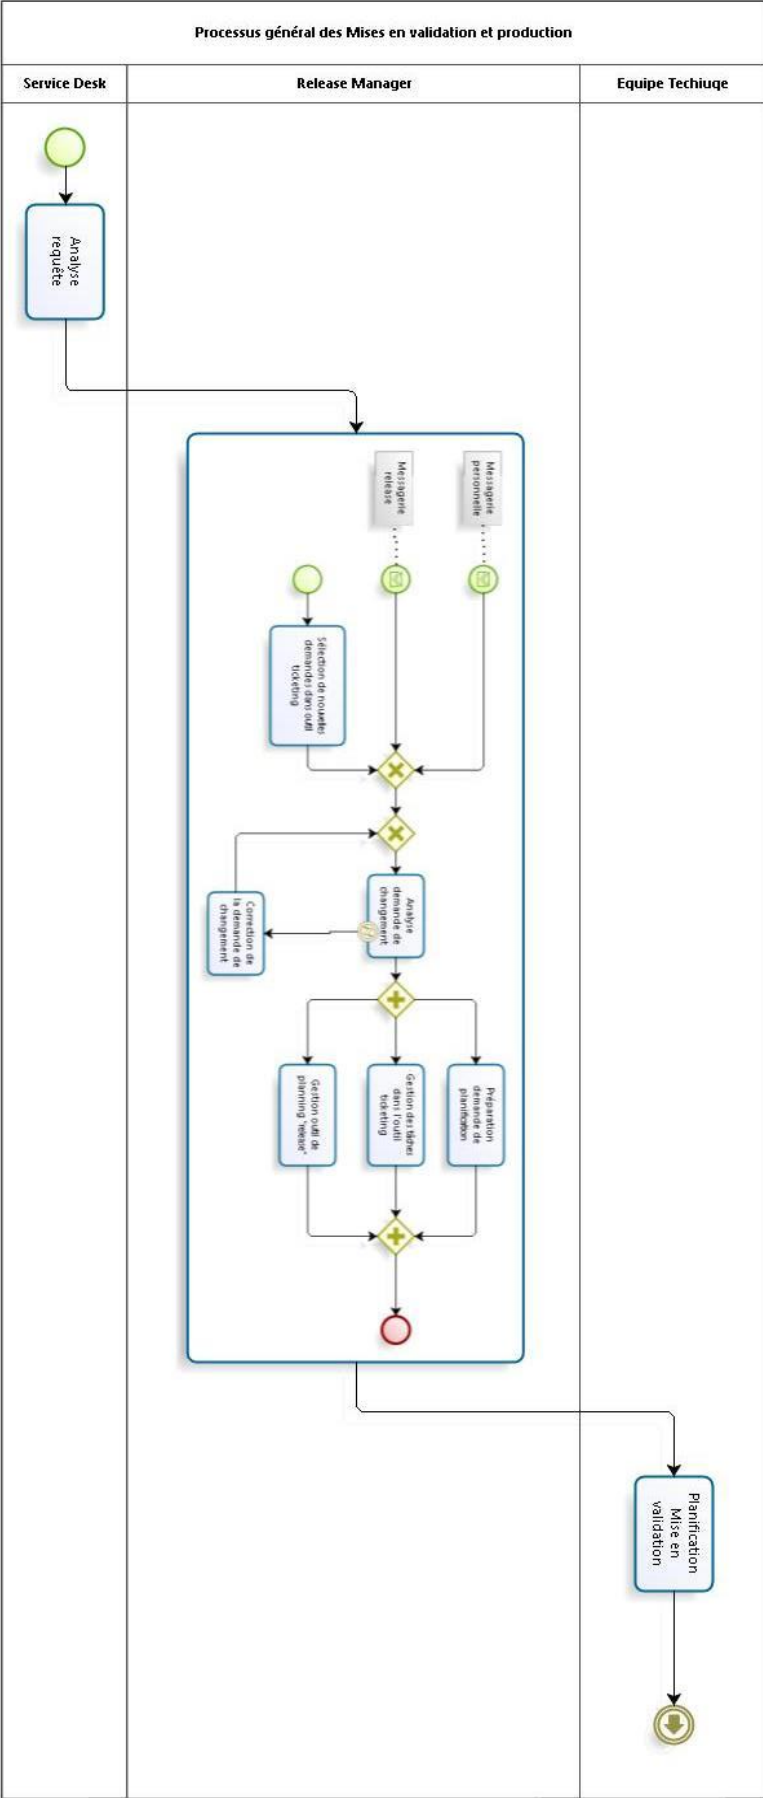 Processus général des Mises en validation et production
Service Desk
Release Manager
Equipe Techiuqe
Analyse
requête
Messagerie
release
Messagerie
personnelle
Sélection de nouvelles
demandes dans outil
ticketing
Analyse
demande de
changement
Correction de
la demande de
changement
Gestion outil de
planning "release"
Gestion des tâches
dans l'outil
ticketing
Préparation
demande de
planification
Planification
Mise en
validation